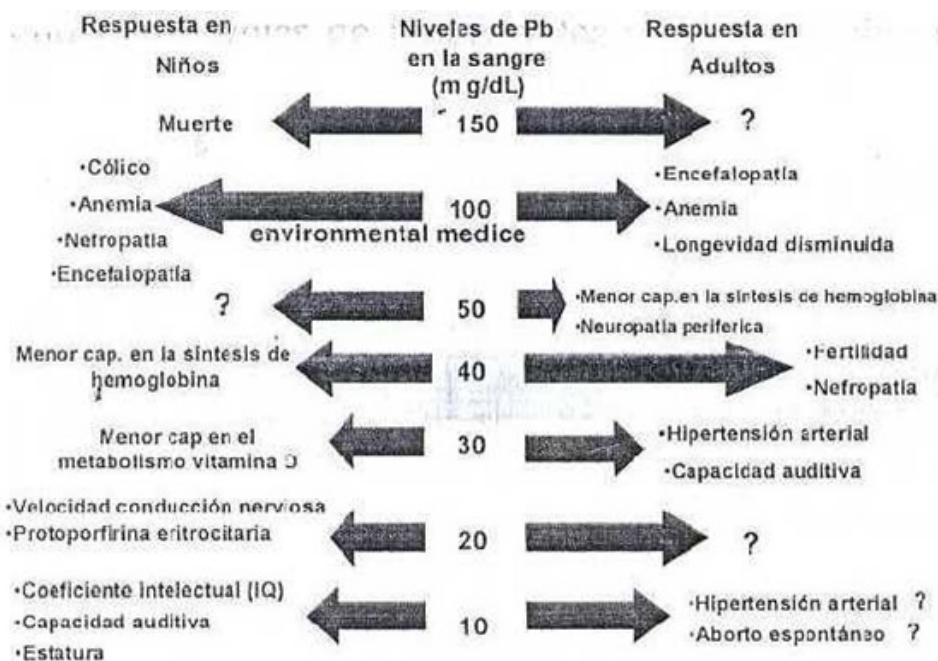 Respuesta en
Niños
Niveles de Pb
en la sangre
(m g/dL)
Respuesta en
Adultos
Muerte
150
?
•Cólico
•Anemia
•Nefropatia
•Encefalopatía
100
environmental medice
•Encefalopatía
•Anemia
•Longevidad disminuida
?
50
•Menor cap.en la síntesis de hemoglobina
•Neuropatia periferica
Menor cap. en la síntesis de
hemoglobina
40
•Fertilidad
•Nefropatia
Menor cap en el
metabolismo vitamina D
30
•Hipertensión arterial
•Capacidad auditiva
•Velocidad conducción nerviosa
•Protoporfirina eritrocitaria
20
?
•Coeficiente intelectual (IQ)
•Capacidad auditiva
•Estatura
10
•Hipertensión arterial ?
•Aborto espontáneo ?